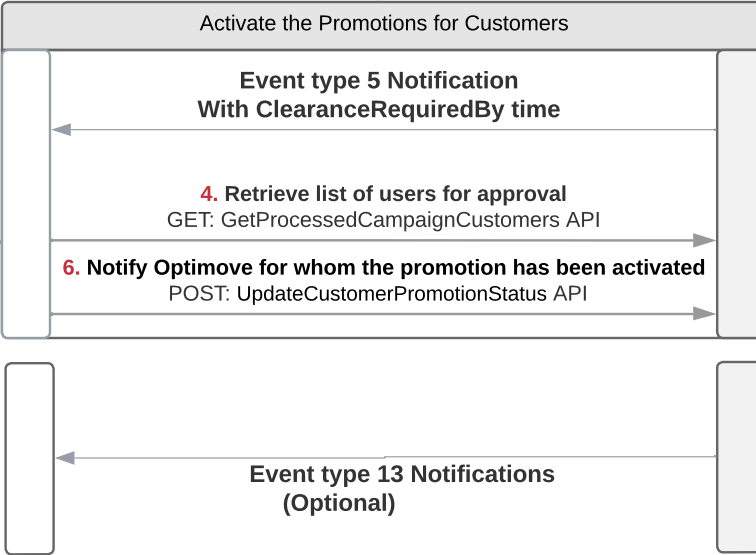 Activate the Promotions for Customers
Event type 5 Notification
With ClearanceRequiredBy time
4. Retrieve list of users for approval
GET: GetProcessedCampaignCustomers API
6. Notify Optimove for whom the promotion has been activated
POST: UpdateCustomerPromotionStatus API
Event type 13 Notifications
(Optional)